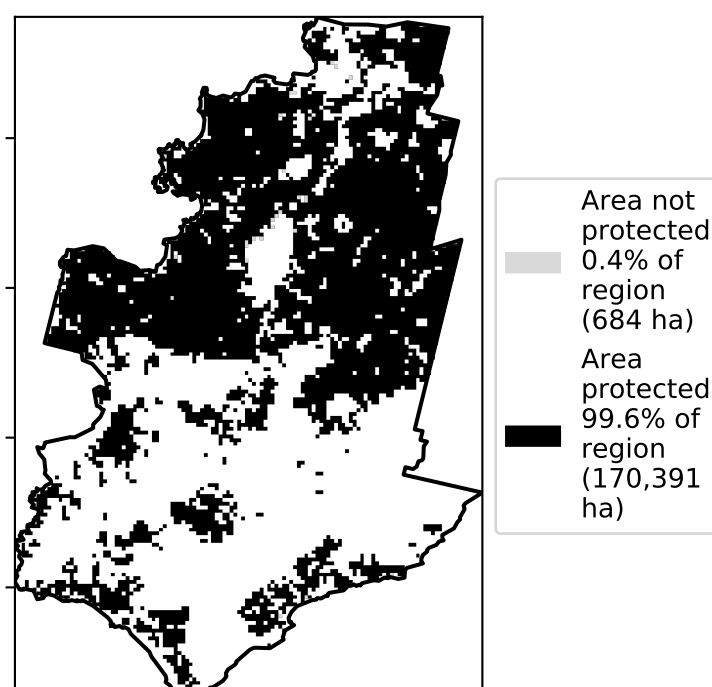 Area not
protected
0.4% of
region
(684 ha)
Area
protected
99.6% of
region
(170,391
ha)